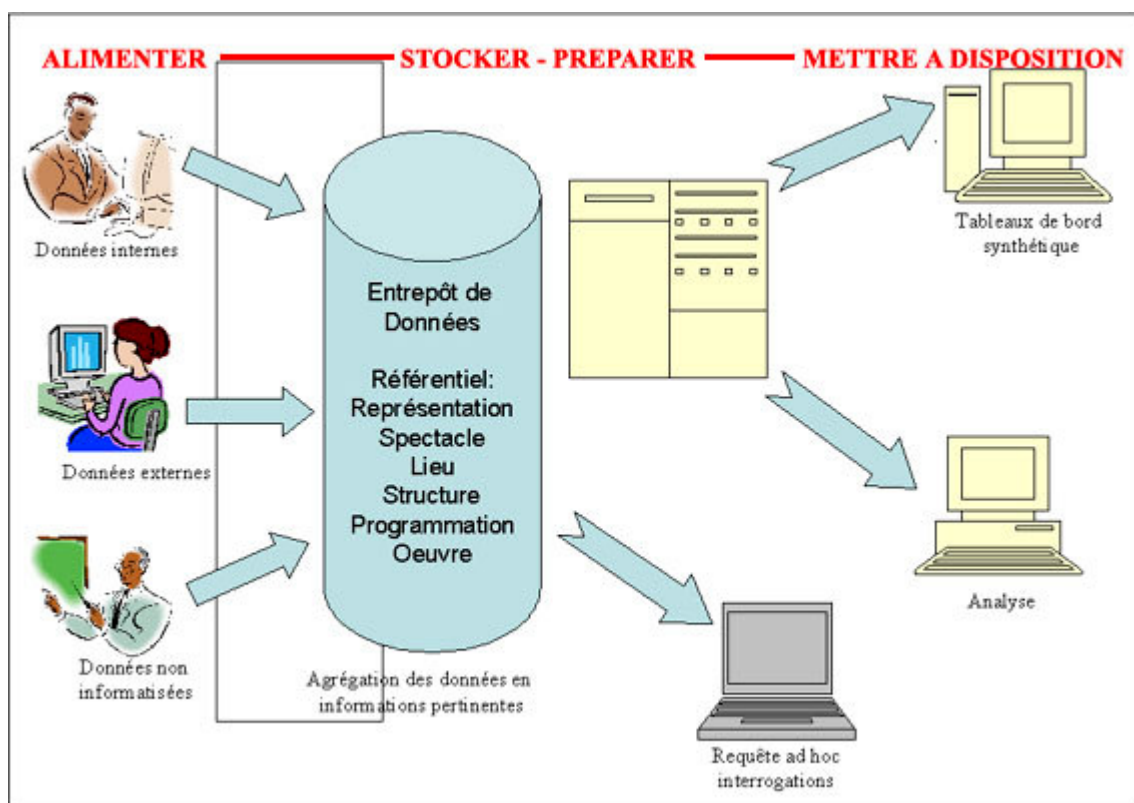 ALIMENTER STOCKER - PREPARER METTRE A DISPOSITION
Données internes
Données externes
Données non
informatisées
Entrepôt de
Données
Référentiel:
Représentation
Spectacle
Lieu
Structure
Programmation
Oeuvre
Agrégation des données en
informations pertinentes
Tableaux de bord
synthétique
Analyse
Requête ad hoc
interrogations